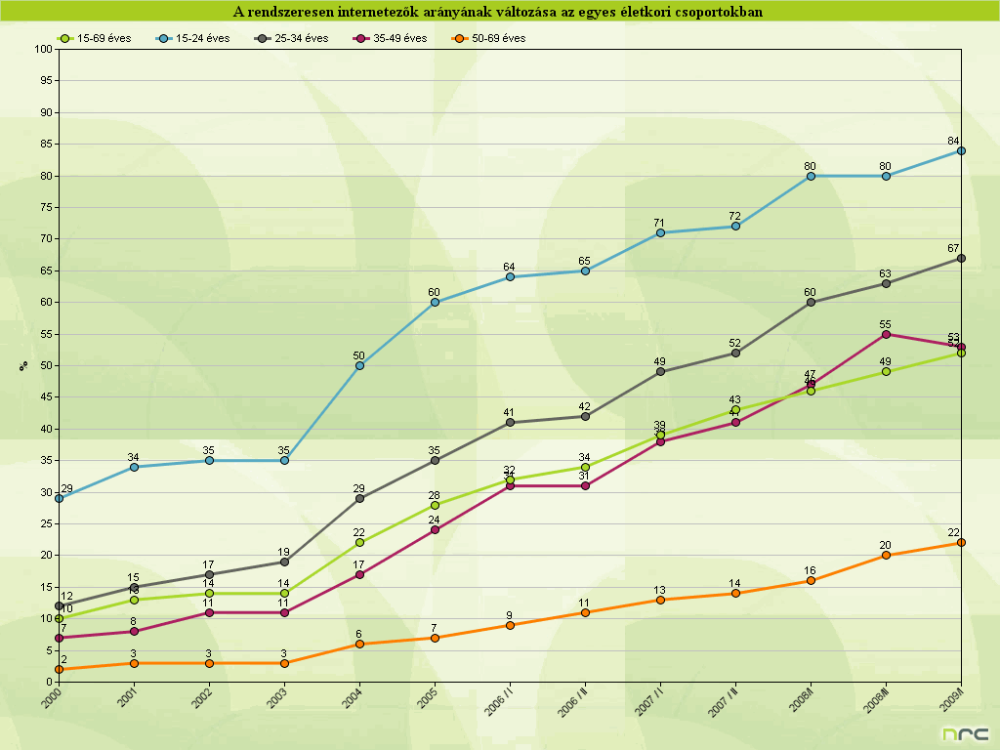 A rendszeresen internetezők arányának változása az egyes életkori csoportokban
15-69 éves 15-24 éves 25-34 éves 35-49 éves 50-69 éves
100
95
90
85
80
75
70
65
60
55
50
45
40
35
30
25
20
15
10
5
0
%
29 34 35 35 50 60 64 65 71 72 80 80 84
12 15 17 19 29 35 41 42 49 52 60 63 67
10 13 14 14 22 28 32 34 39 43 46 49 52
7 8 11 11 17 24 31 31 38 41 47 55 53
2 3 3 3 6 7 9 11 13 14 16 20 22
2000 2001 2002 2003 2004 2005 2006 / I 2006 / II 2007 / I 2007 / II 2008/I 2008/II 2009/I
nrc